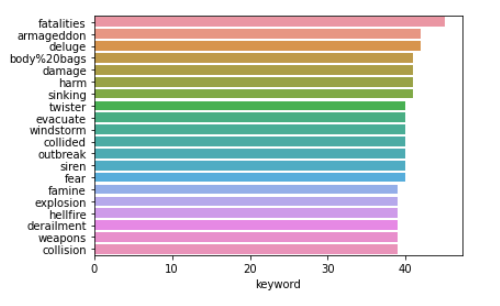 fatalities
armageddon
deluge
body%20bags
damage
harm
sinking
twister
evacuate
windstorm
collided
outbreak
siren
fear
famine
explosion
hellfire
derailment
weapons
collision
0 10 20 30 40
keyword